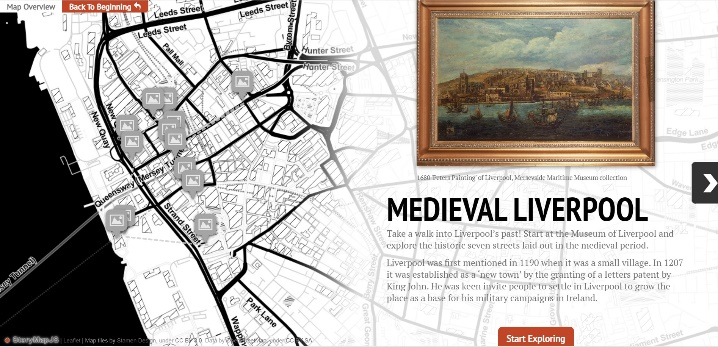 Map Overview
Back To Beginning
Leeds Street
Leeds Street
Leeds Street
Byrom Street
Hunter Street
Hunter Street
Pall Mall
New Quay
Mersey Tunnel
Queensway
Strand Street
Park Lane
Edge Lane
1680 Peters Painting of Liverpool, Merseyside Maritime Museum collection
MEDIEVAL LIVERPOOL
Take a walk into Liverpool's past! Start at the Museum of Liverpool and
explore the historic seven streets laid out in the medieval period.
Liverpool was first mentioned in 1190 when it was a small village. In 1207
it was established as a 'new town' by the granting of a letters patent by
King John. He was keen invite people to settle in Liverpool to grow the
place as a base for his military campaigns in Ireland.
Start Exploring
StoryMapJS Leaflet | Map tiles by Stamen Design, under CC BY 3.0. Data by